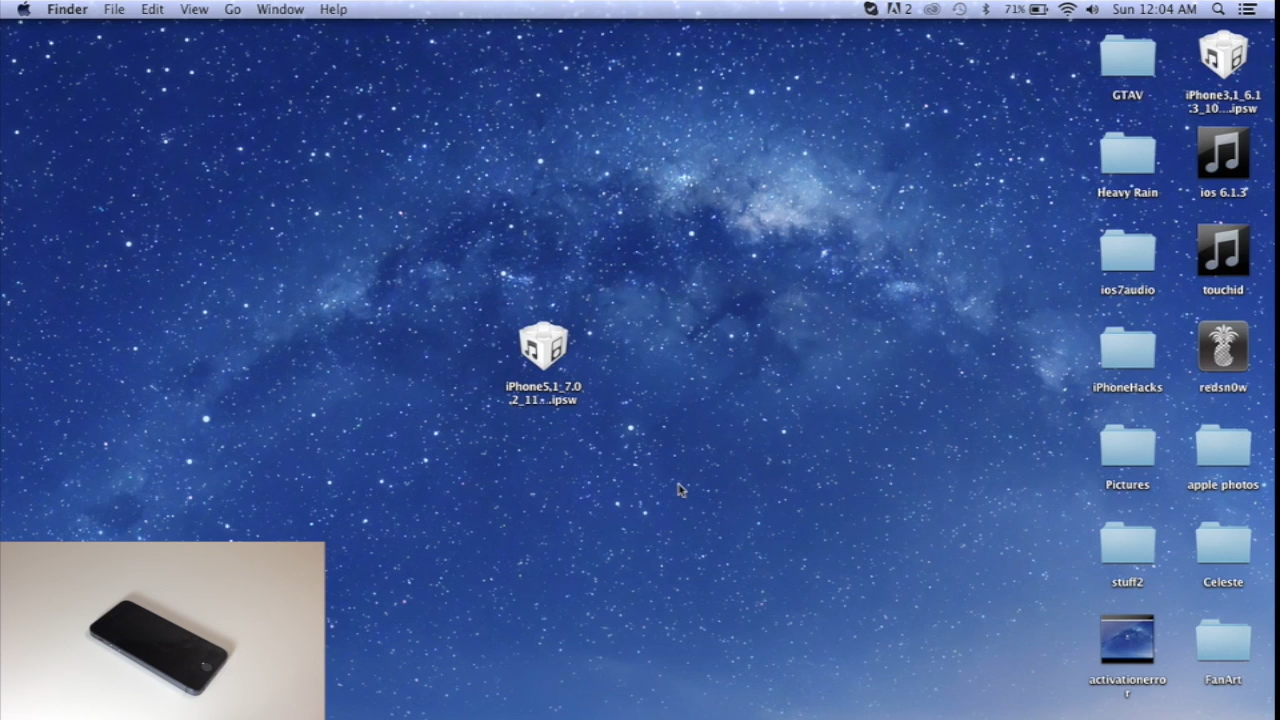 Finder File Edit View Go Window Help 2 71% Sun 12:04 AM
GTAV
iPhone3,1_6.1
.3_10....ipsw
Heavy Rain
ios 6.1.3
ios7audio
touchid
iPhone5,1_7.0
.2_11-...ipsw
iPhoneHacks
redsn0w
Pictures
apple photos
stuff2
Celeste
activationerro
r
FanArt